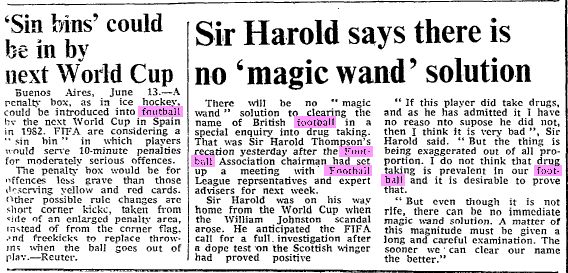 ‘Sin bins’ could
be in by
next World Cup
Buenos Aires, June 13.—A
penalty box, as in ice hockey,
could be introduced into football
by the next World Cup in Spain
in 1982. FIFA are considering a
“ sin bin ” in which players
would serve 10-minute penalties
for moderately serious offences.
The penalty box would be for
offences less grave than those
deserving yellow and red cards.
Other possible rule changes are
short corner kicks, taken from
side of an enlarged penalty area,
instead of from the corner flag,
and freekicks to replace throw-
ins when the ball goes out of
play.—Reuter.
Sir Harold says there is
no ‘magic wand’ solution
There will be no “ magic
wand ” solution to clearing the
name of British football in a
special enquiry into drug taking.
That was Sir Harold Thompson's
recation yesterday after the Foot-
ball Association chairman had set
up a meeting with Football
League representatives and expert
advisers for next week.
Sir Harold was on his way
home from the World Cup when
the William Johnston scandal
arose. He anticipated the FIFA
call for a full investigation after
a dope test on the Scottish winger
had proved positive
“ If this player did take drugs,
and as he has admitted it I have
no reaso nto supose he did not,
then I think it is very bad ”, Sir
Harold said. “ But the thing is
being exaggerated out of all pro-
portion. I do not think that drug
taking is prevalent in our foot-
ball and it is desirable to prove
that.
“ But even though it is not
rife, there can be no immediate
magic wand solution. A matter of
this magnitude must be given a
long and careful examination. The
sooner we can clear our name
the better.”